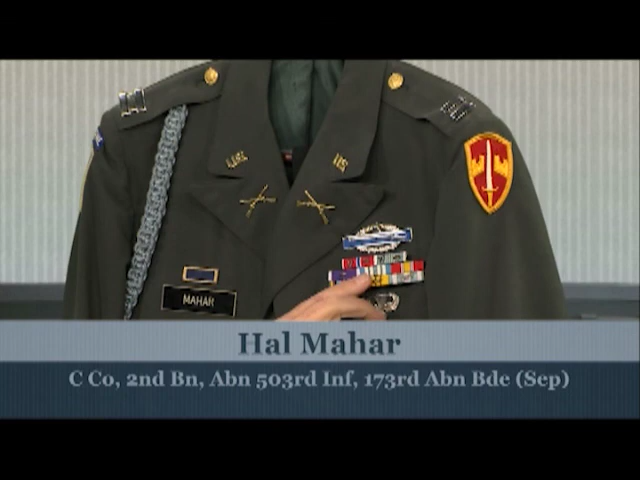 U.S. U.S.
MAHAR
Hal Mahar
C Co, 2nd Bn, Abn 503rd Inf, 173rd Abn Bde (Sep)